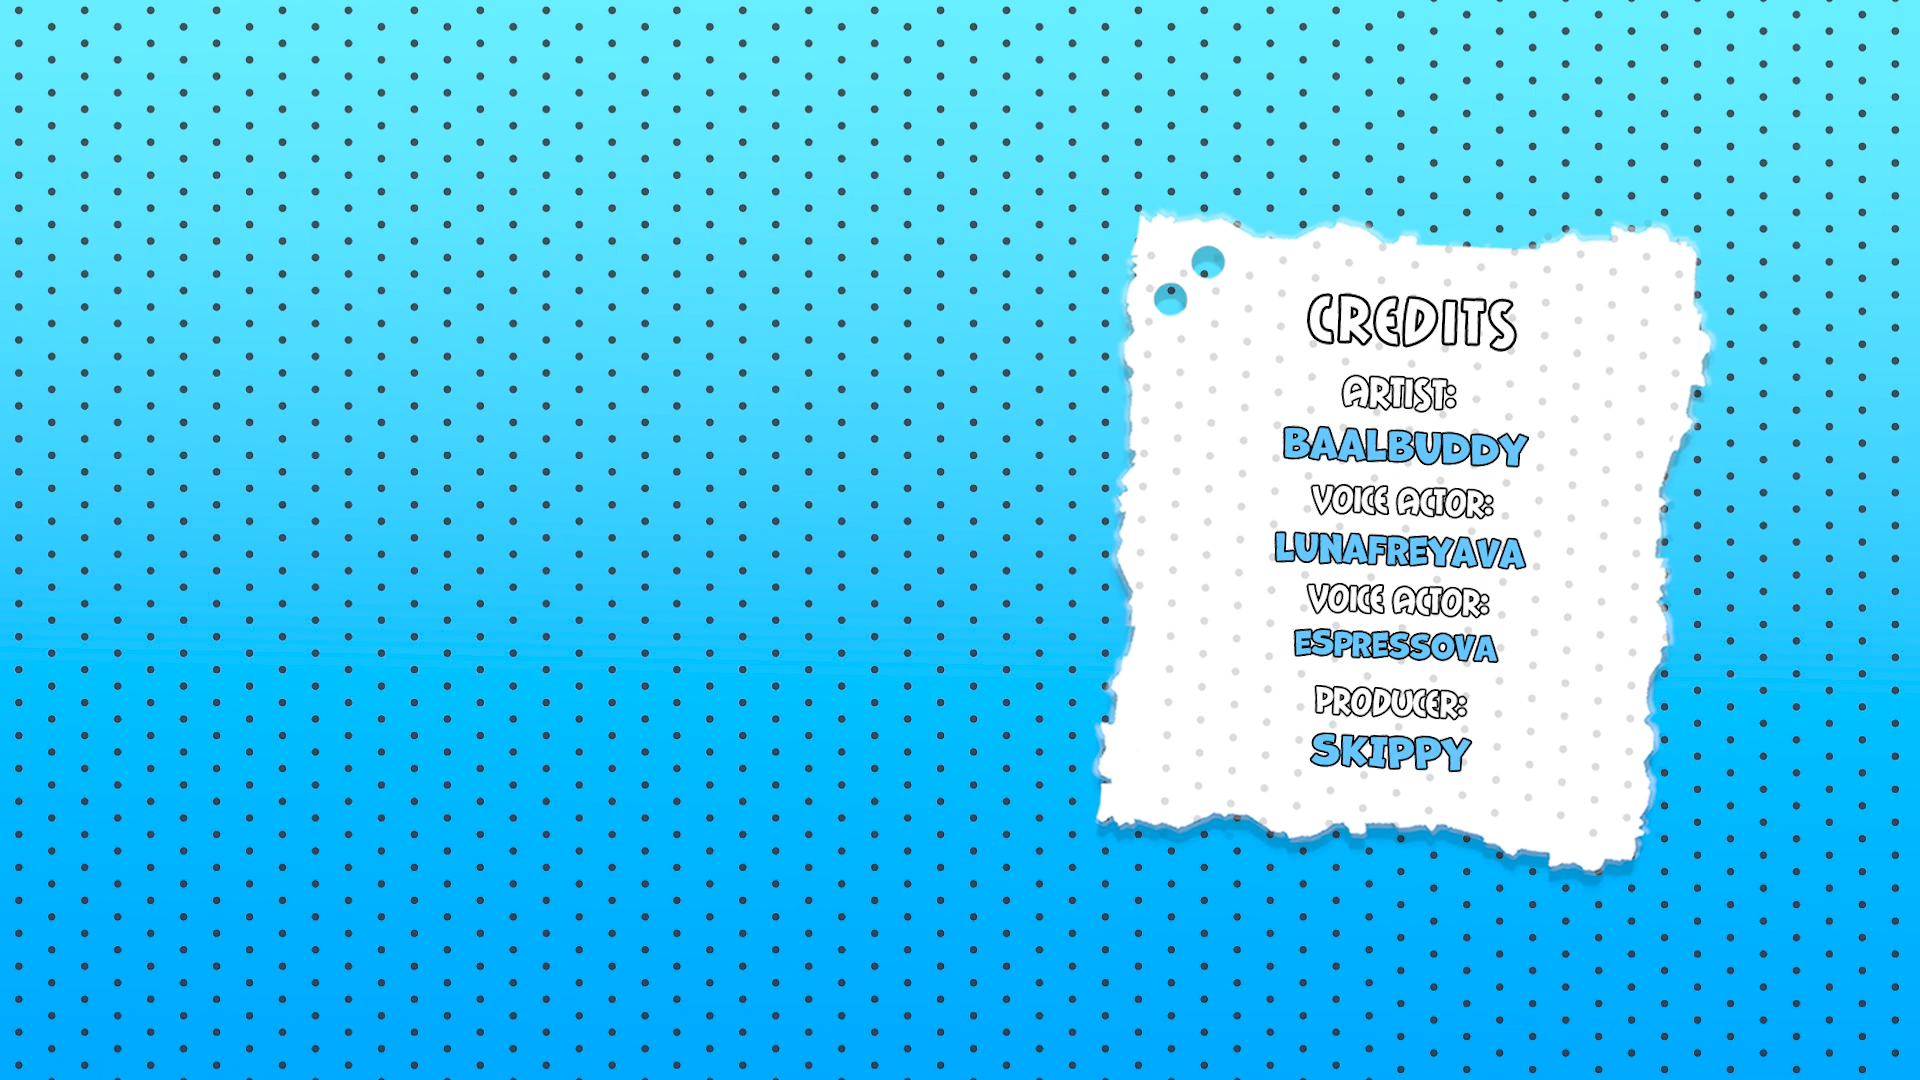 CREDITS
ARTIST:
BAALBUDDY
VOICE ACTOR:
LUNAFREYAVA
VOICE ACTOR:
ESPRESSOVA
PRODUCER:
SKIPPY